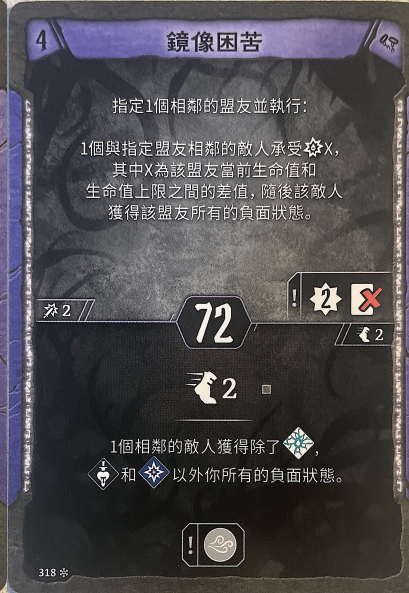 4 鏡像困苦
指定1個相鄰的盟友並執行:
1個與指定盟友相鄰的敵人承受X,
其中X為該盟友當前生命值和
生命值上限之間的差值, 隨後該敵人
獲得該盟友所有的負面狀態。
! 2
2
72
2
2
1個相鄰的敵人獲得除了,
和以外你所有的負面狀態。
!
318